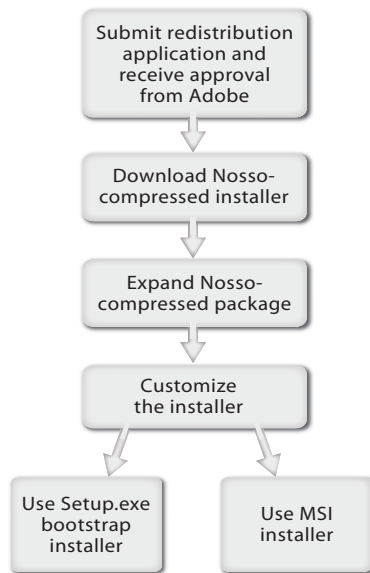 Submit redistribution
application and
receive approval
from Adobe
Download Nosso-
compressed installer
Expand Nosso-
compressed package
Customize
the installer
Use Setup.exe
bootstrap
installer
Use MSI
installer